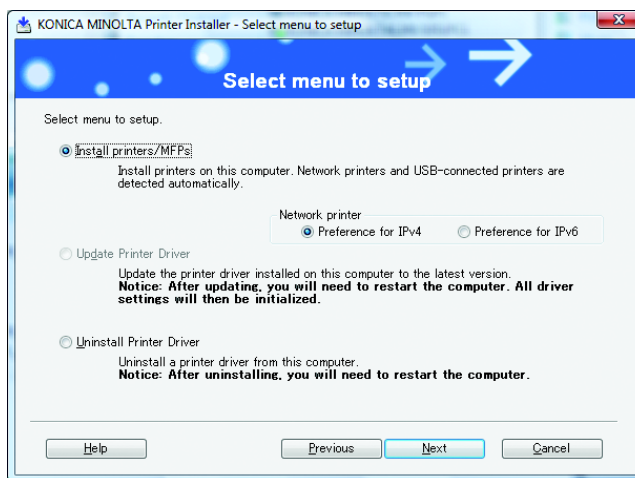 KONICA MINOLTA Printer Installer - Select menu to setup
Select menu to setup
Select menu to setup.
Install printers/MFPs
Install printers on this computer. Network printers and USB-connected printers are
detected automatically.
Network printer
Preference for IPv4 Preference for IPv6
Update Printer Driver
Update the printer driver installed on this computer to the latest version.
Notice: After updating, you will need to restart the computer. All driver
settings will then be initialized.
Uninstall Printer Driver
Uninstall a printer driver from this computer.
Notice: After uninstalling, you will need to restart the computer.
Help Previous Next Cancel